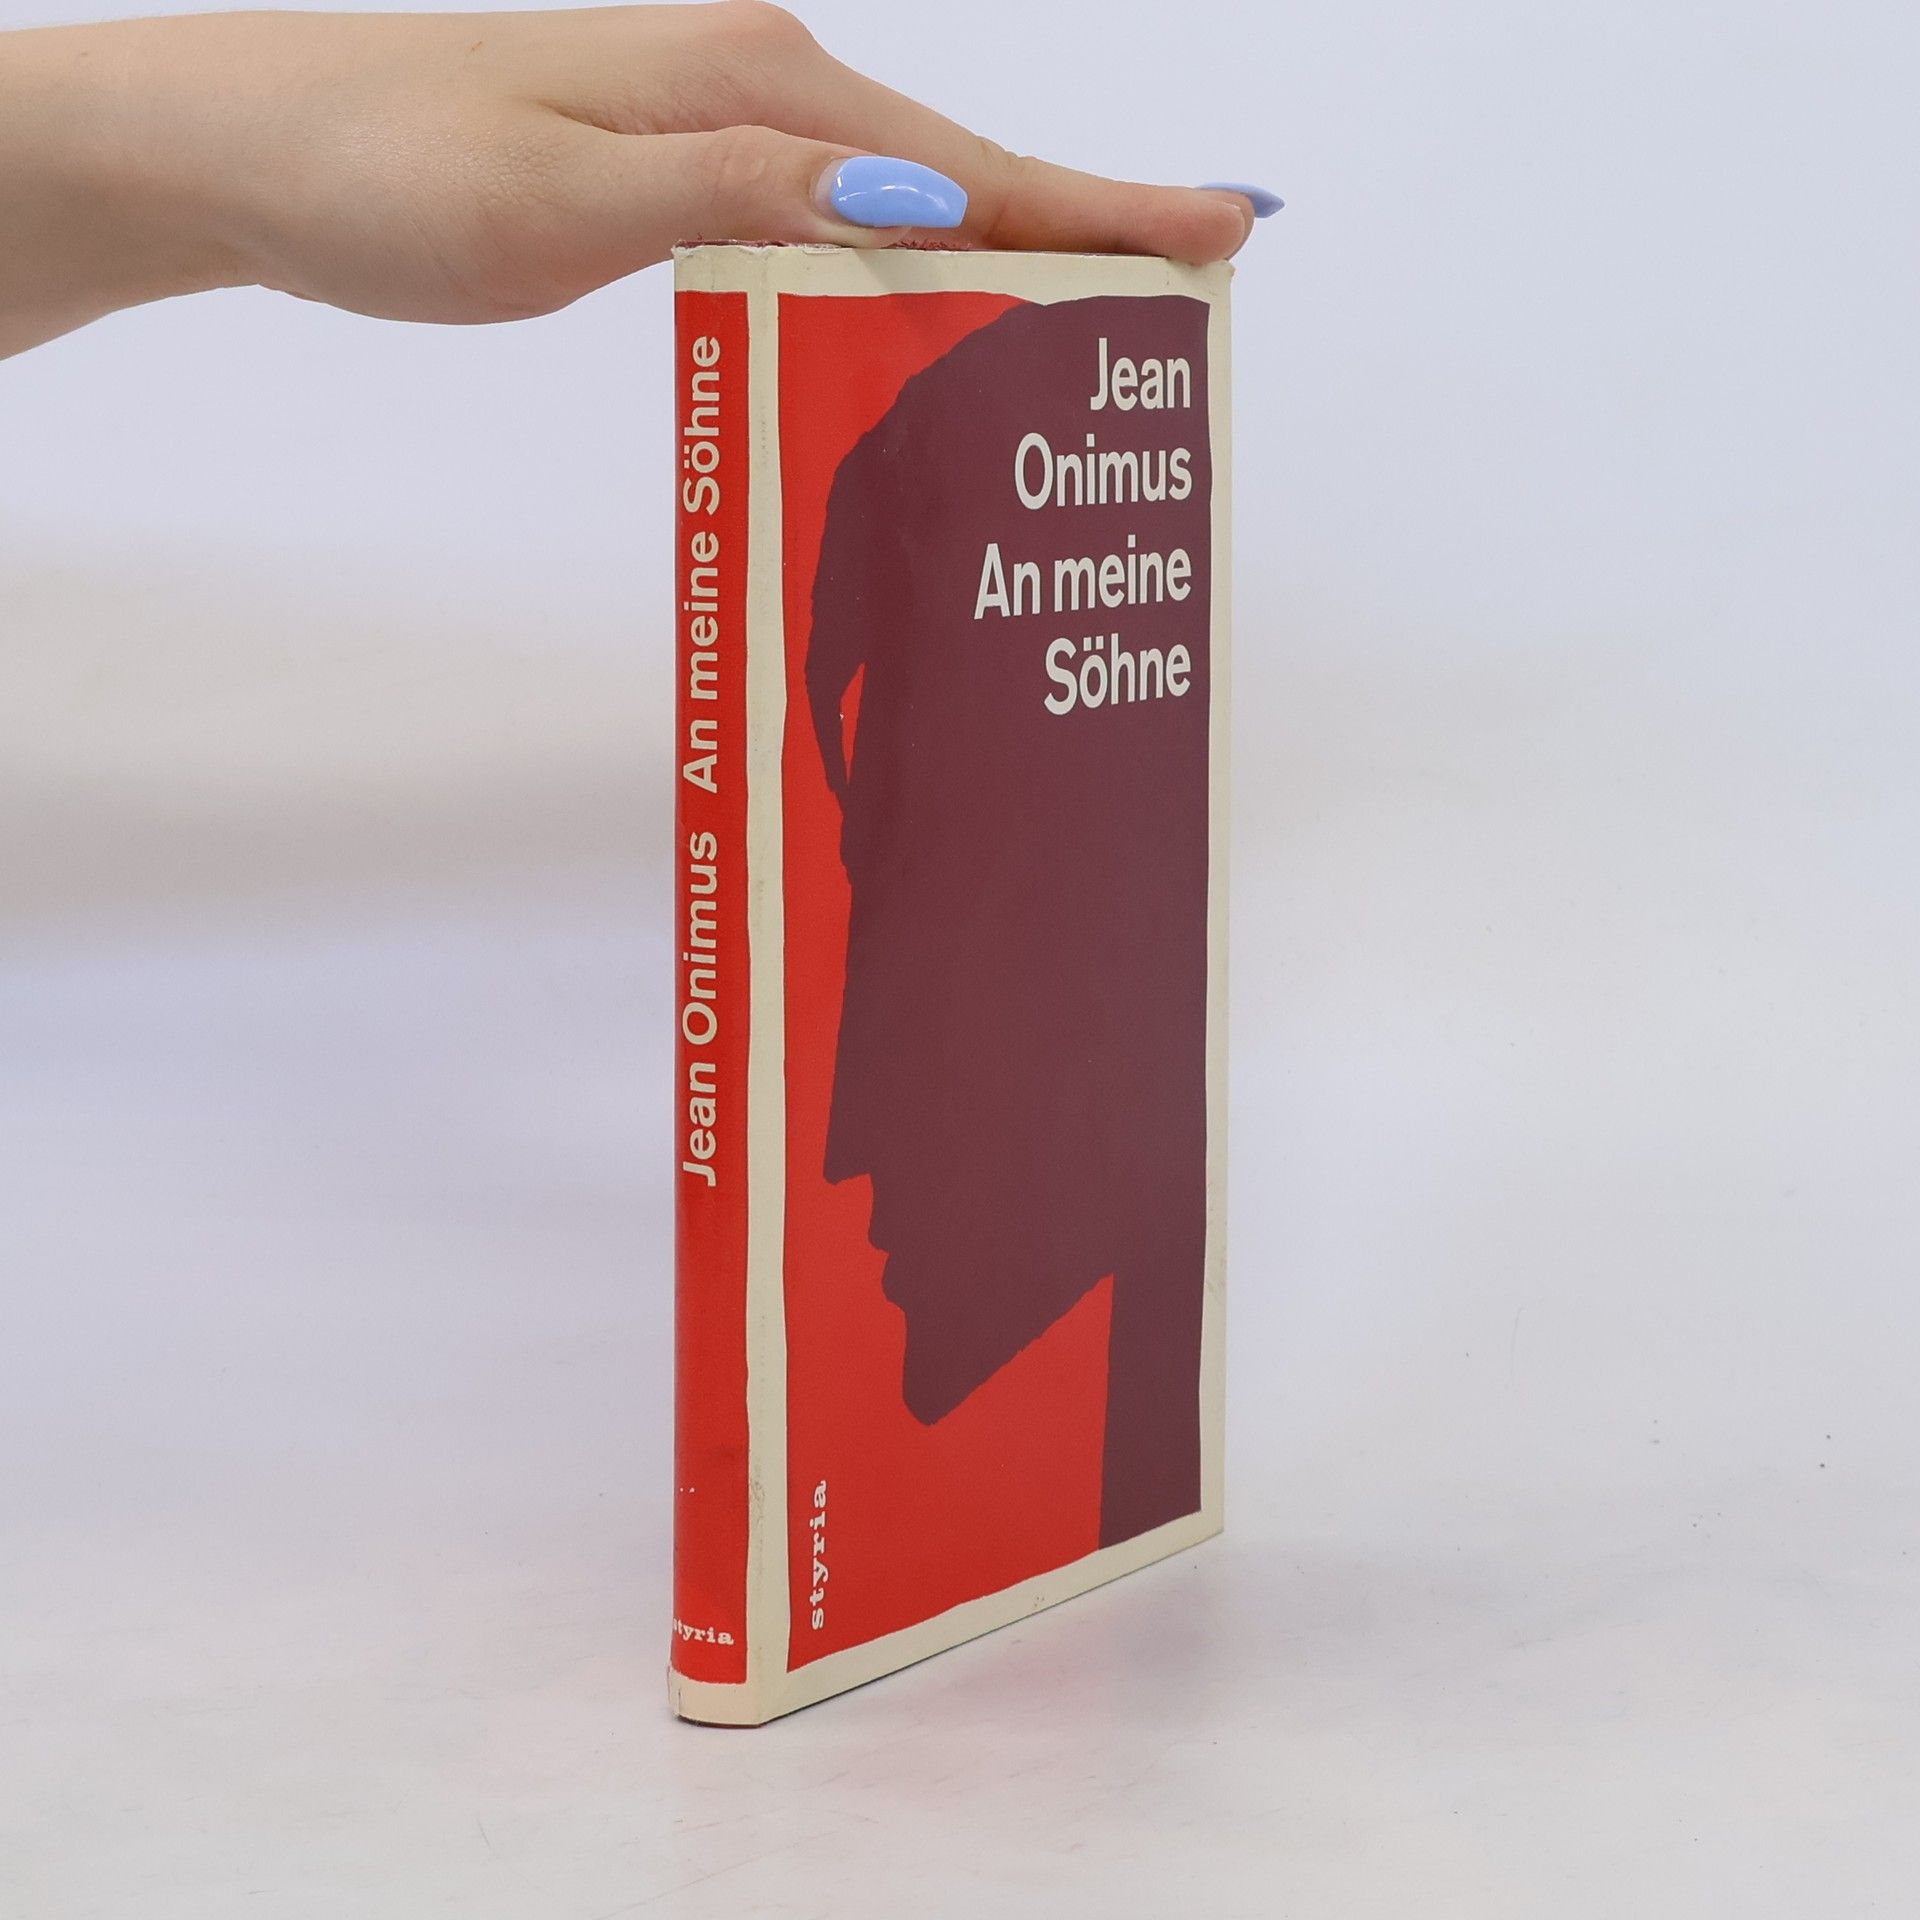 Jean Onimus An meine Söhne
styria
Jean
Onimus
An meine
Söhne
styria